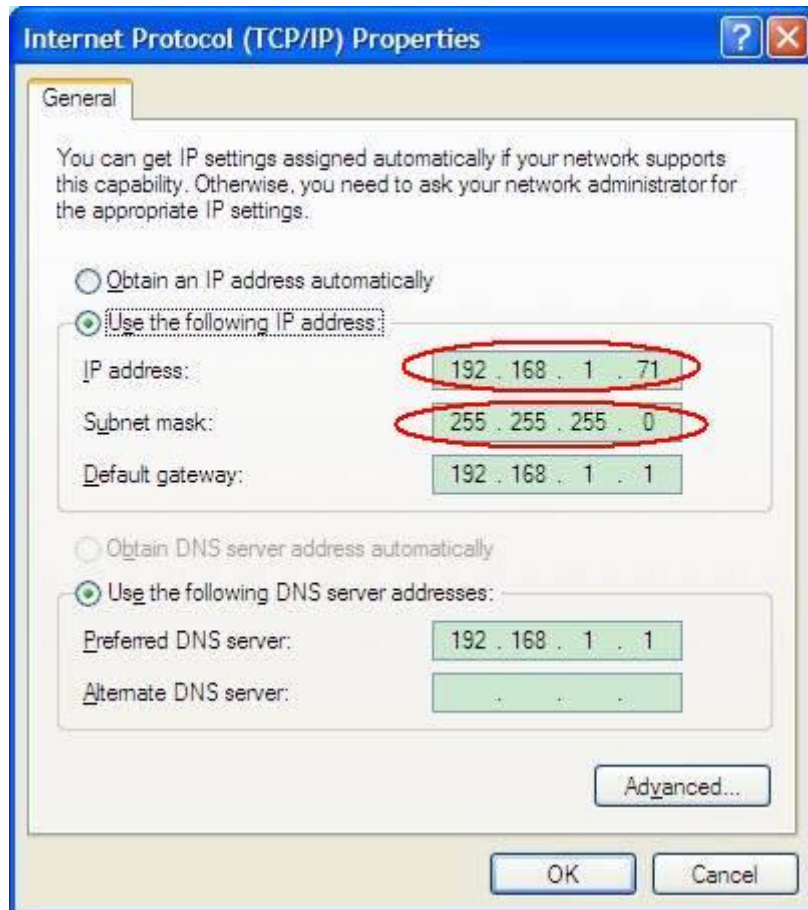 Internet Protocol (TCP/IP) Properties
General
You can get IP settings assigned automatically if your network supports
this capability. Otherwise, you need to ask your network administrator for
the appropriate IP settings.
Obtain an IP address automatically
Use the following IP address:
IP address: 192 . 168 . 1 . 71
Subnet mask: 255 . 255 . 255 . 0
Default gateway: 192 . 168 . 1 . 1
Obtain DNS server address automatically
Use the following DNS server addresses:
Preferred DNS server: 192 . 168 . 1 . 1
Alternate DNS server: . . .
Advanced...
OK Cancel